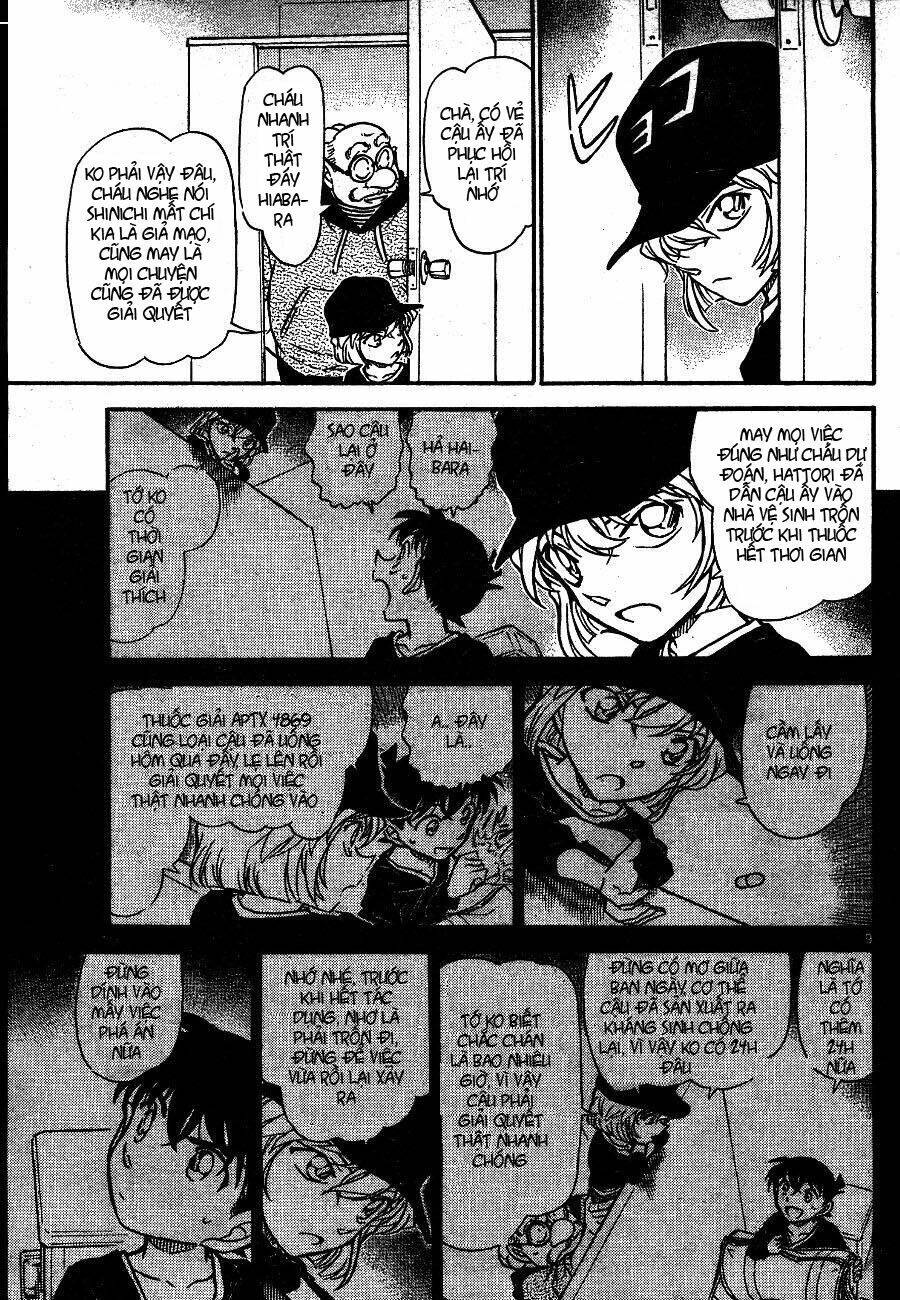 ヒョコ
CHÀ, CÓ VẺ
CẬU ẤY ĐÃ
PHỤC HỒI
LẠI TRÍ
NHỚ
CHÁU
NHANH
TRÍ
THẬT
ĐẤY
HIABA-
RA
KO PHẢI VẬY ĐÂU,
CHÁU NGHE NÓI
SHINICHI MẤT CHÍ
KIA LÀ GIẢ MẠO,
CŨNG MAY LÀ
MỌI CHUYỆN
CŨNG ĐÃ ĐƯỢC
GIẢI QUYẾT
MAY MỌI VIỆC
ĐÚNG NHƯ CHÁU DỰ
ĐOÁN, HATTORI ĐÃ
DẪN CẬU ẤY VÀO
NHÀ VỆ SINH TRỐN
TRƯỚC KHI THUỐC
HẾT THƠI GIAN
HẢ HAI-
BARA
SAO CẬU
LẠI Ở
ĐÂY
TỚ KO
CÓ
THỜI
GIAN
GIẢI
THÍCH
CẦM LẤY
VÀ UỐNG
NGAY ĐI
A.. ĐÂY
LÀ..
THUỐC GIẢI APTX 4869
CŨNG LOẠI CẬU ĐÃ UỐNG
HÔM QUA ĐẤY LẸ LÊN RỒI
GIẢI QUYẾT MỌI VIỆC
THẬT NHANH CHÓNG VÀO
9
NGHĨA
LÀ TỚ
CÓ
THÊM
24H
NỮA
ĐỪNG CÓ MƠ GIỮA
BAN NGÀY CƠ THỂ
CẬU ĐÃ SẢN XUẤT RA
KHÁNG SINH CHỐNG
LẠI, VÌ VẬY KO CÓ 24H
ĐÂU
TỚ KO BIẾT
CHẮC CHẮN
LÀ BAO NHIÊU
GIỜ, VÌ VẬY
CẬU PHẢI
GIẢI QUYẾT
THẬT NHANH
CHÓNG
NHỚ NHÉ, TRƯỚC
KHI HẾT TÁC
DỤNG, NHỚ LÀ
PHẢI TRỐN ĐI,
ĐỪNG ĐỂ VIỆC
VỪA RỒI LẠI XẢY
RA
ĐỪNG
DÍNH VÀO
MẤY VIỆC
PHÁ ÁN
NỮA